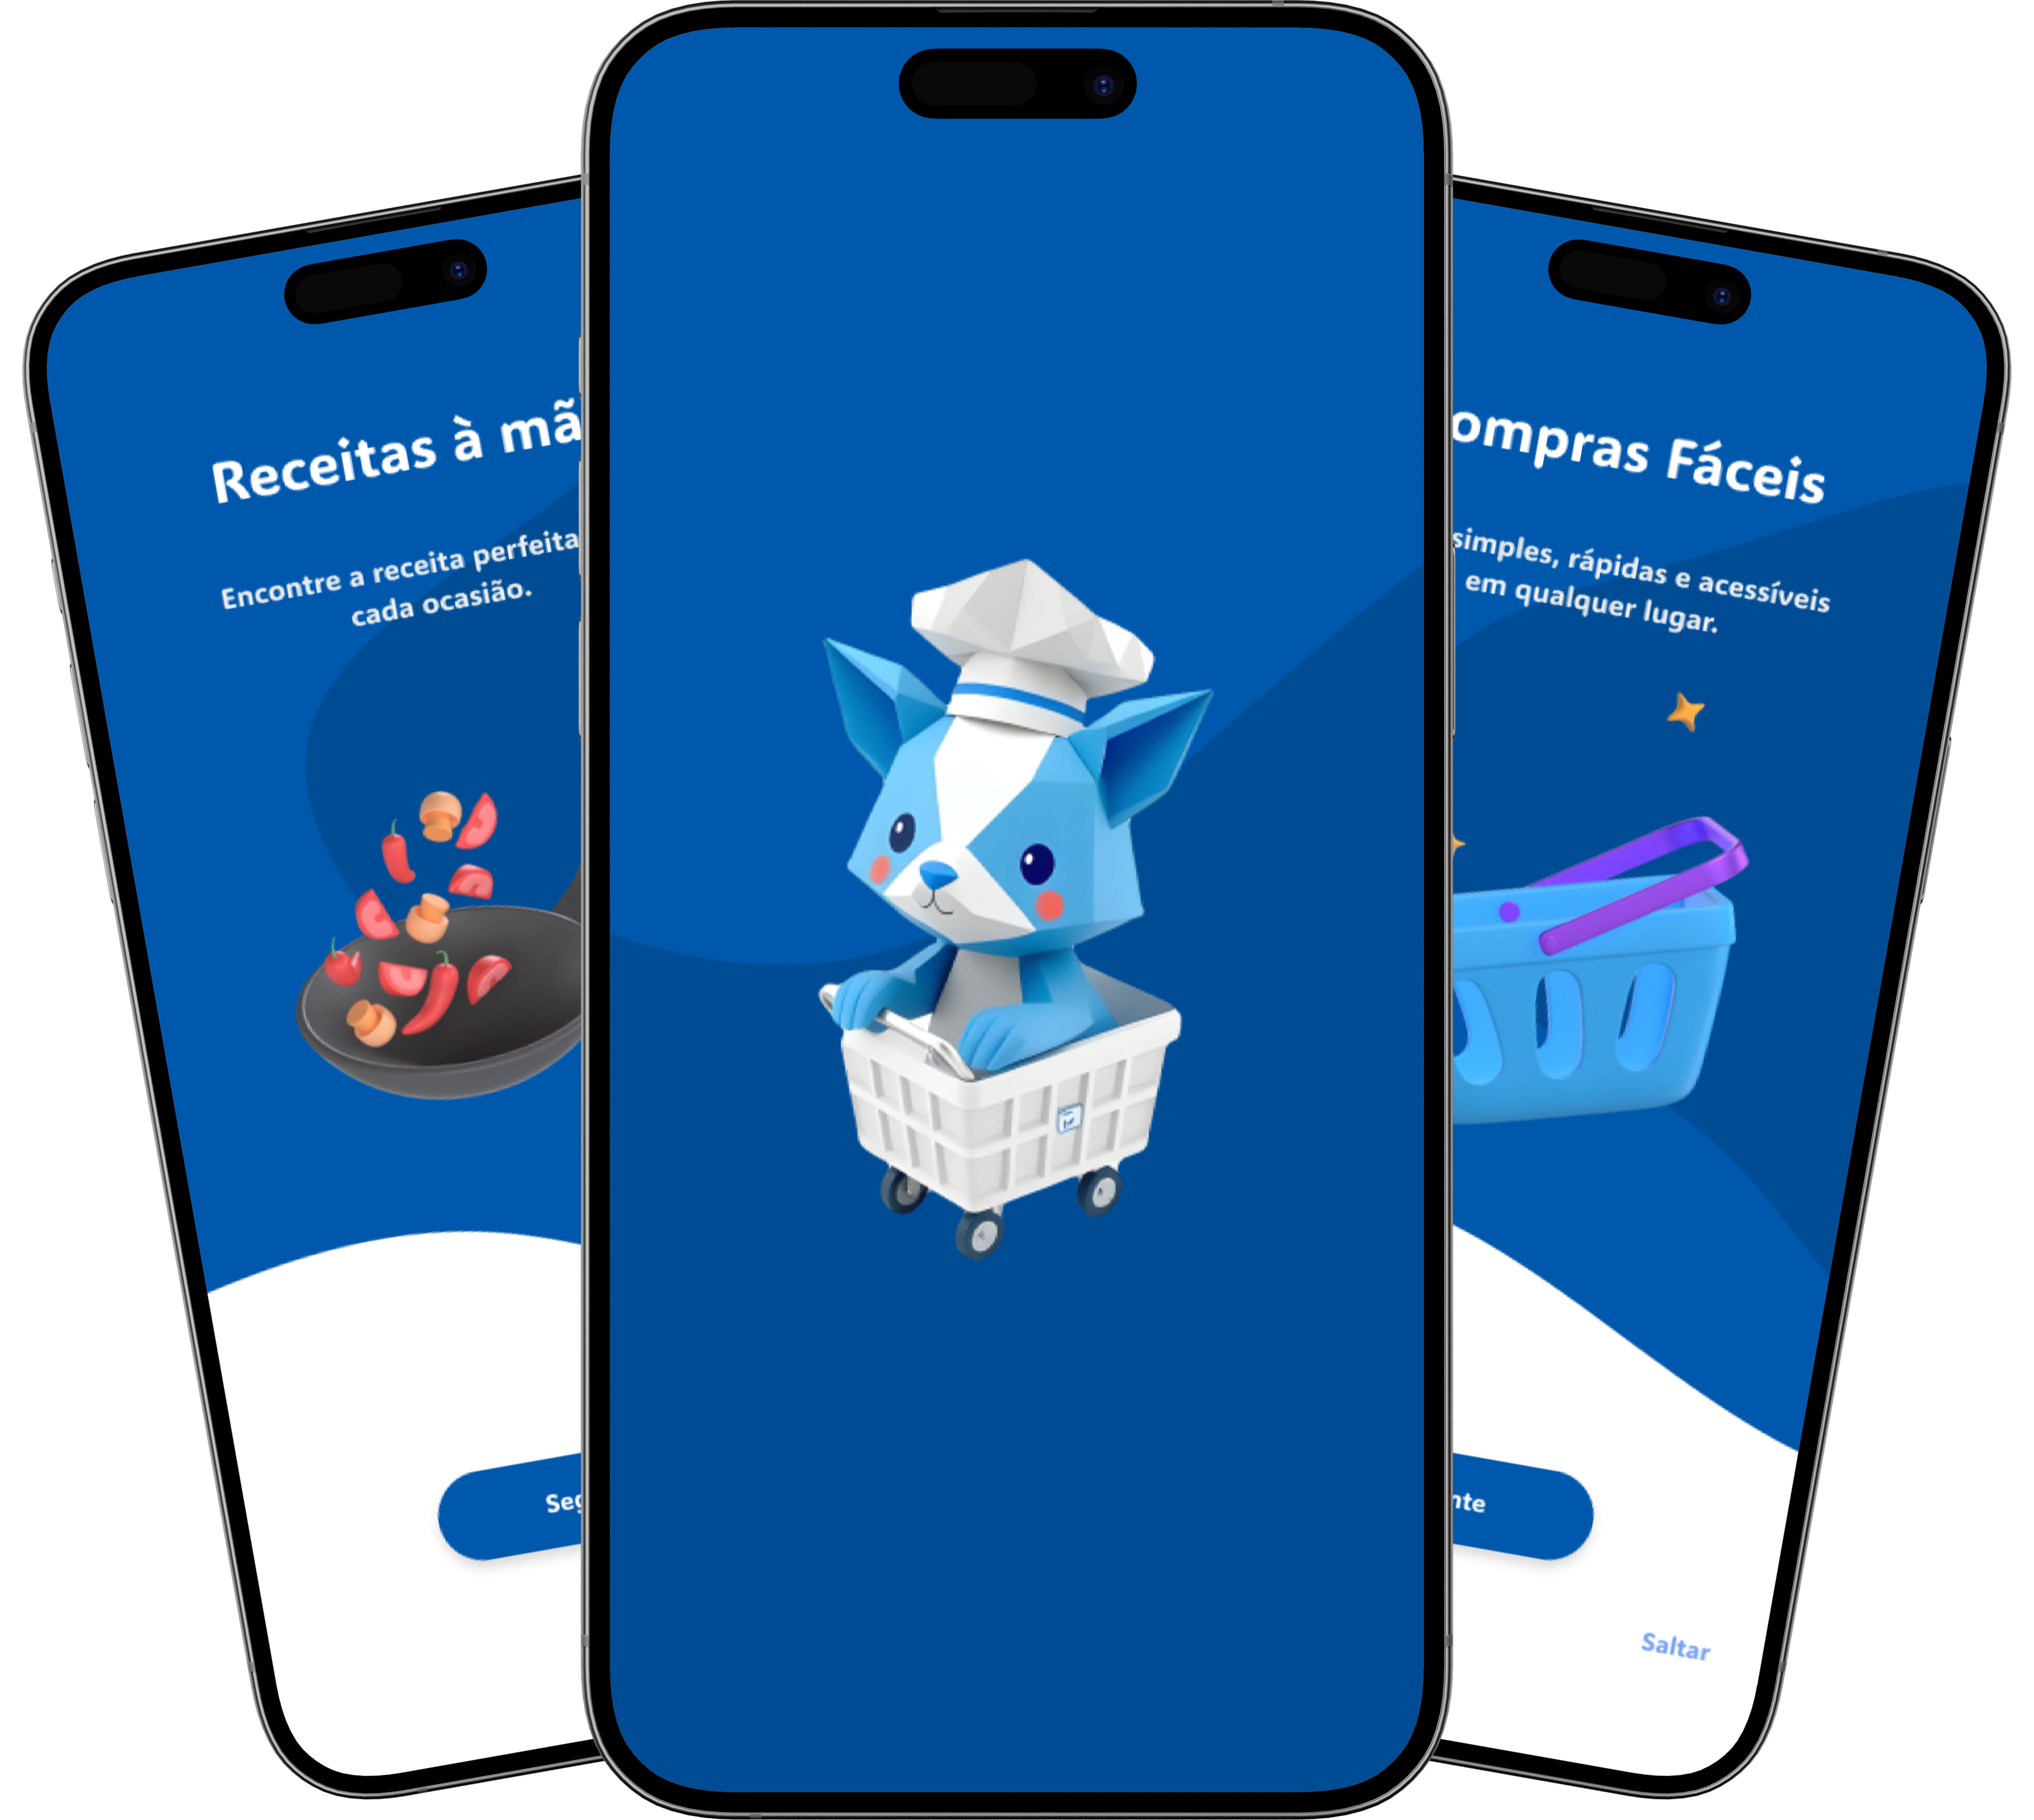 Receitas à mã
Encontre a receita perfeita
cada ocasião.
Seg
ompras Fáceis
simples, rápidas e acessíveis
em qualquer lugar.
nte
Saltar